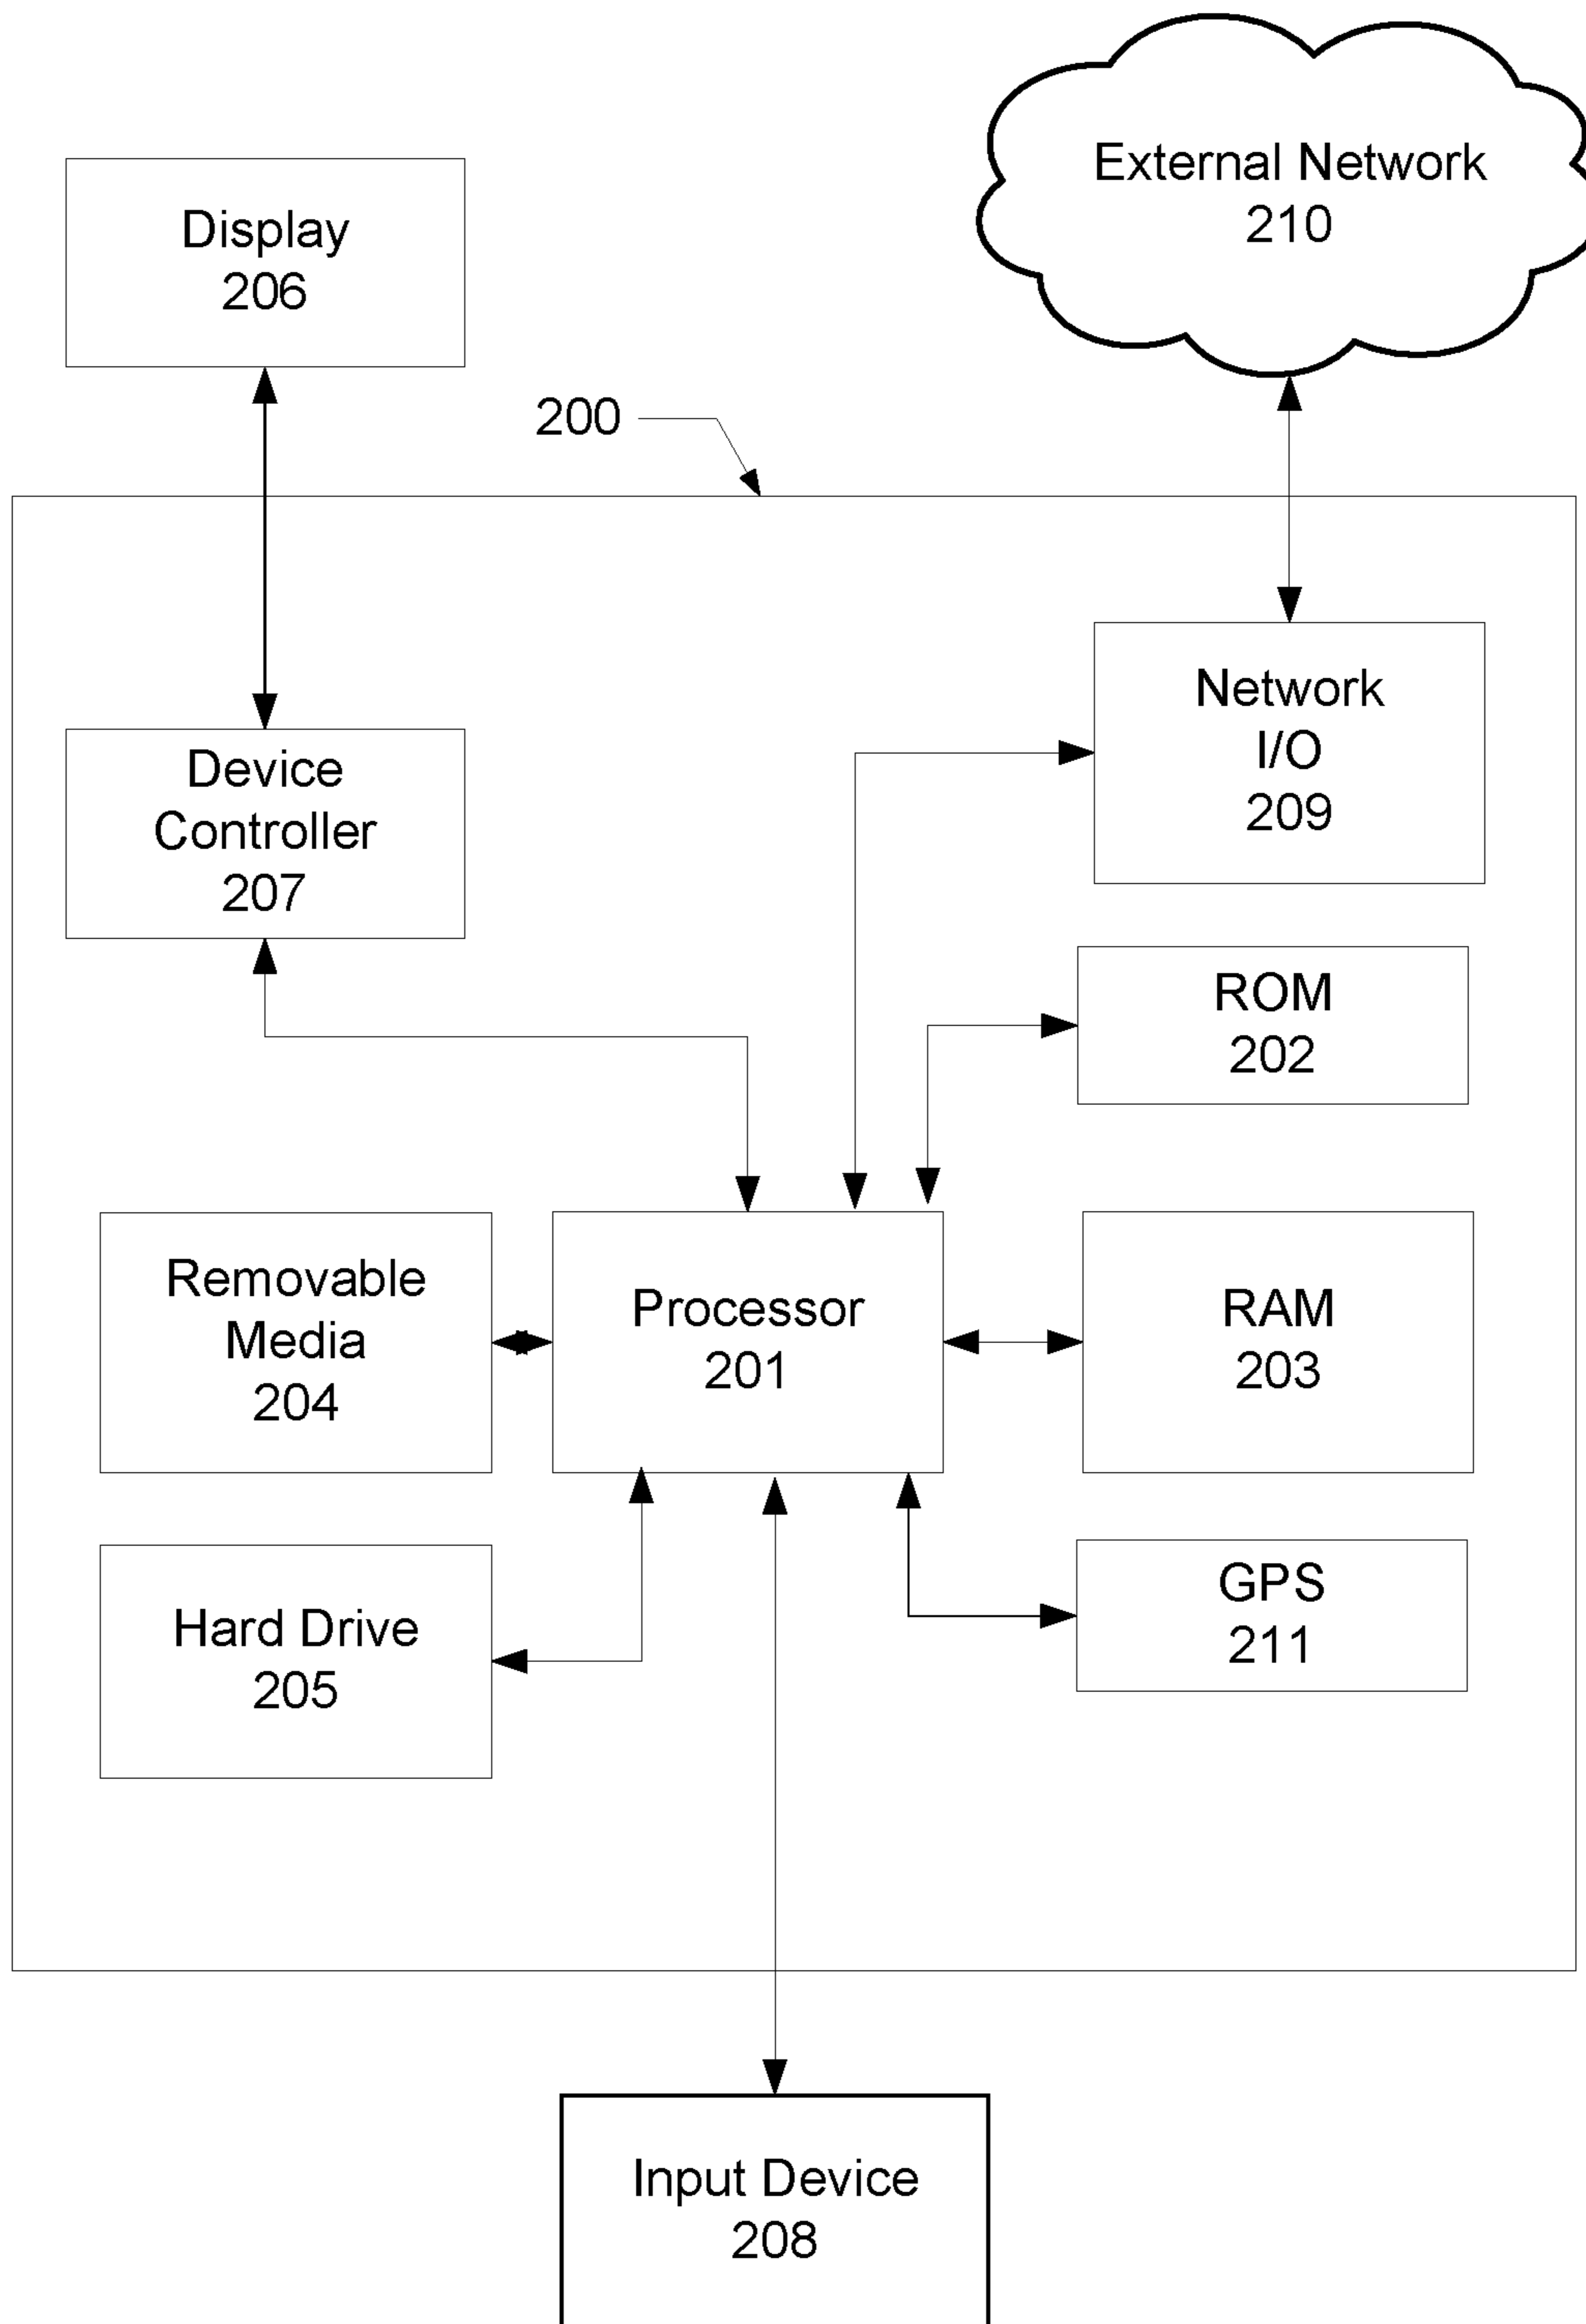 External Network
210
Display
206
200
Network
I/O
209
Device
Controller
207
ROM
202
Removable
Media
204
Processor
201
RAM
203
Hard Drive
205
GPS
211
Input Device
208